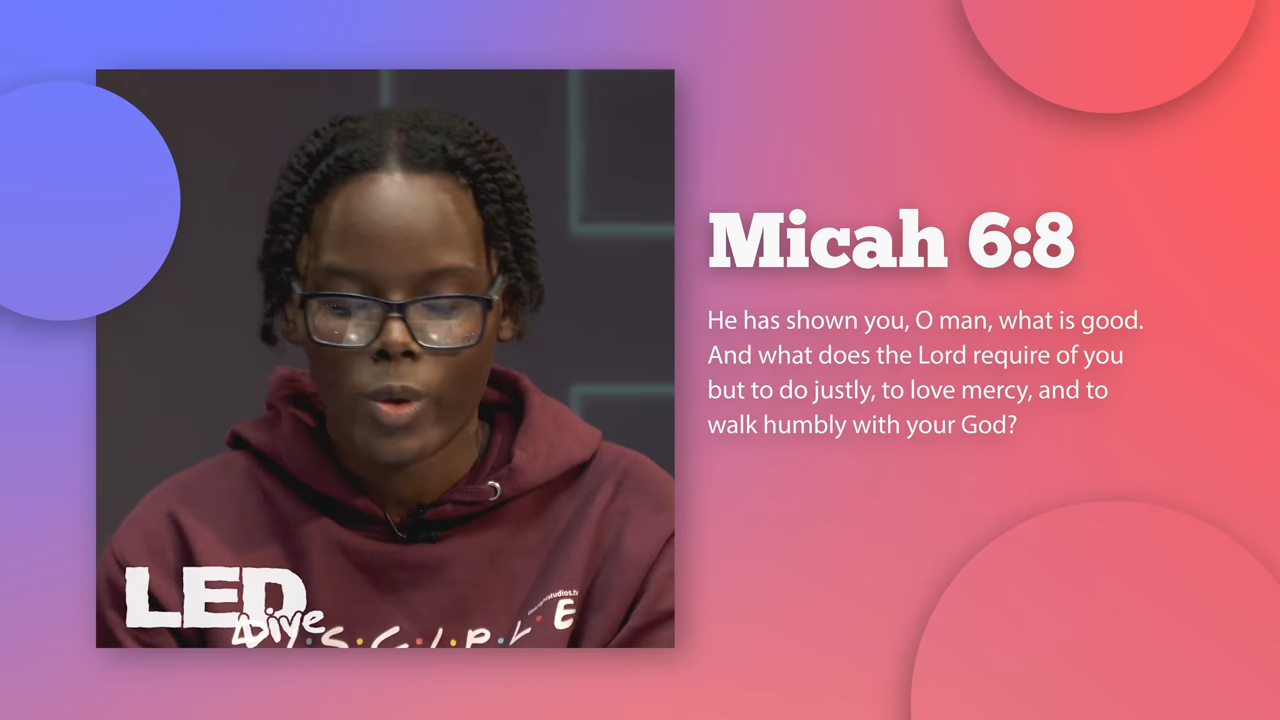 Micah 6:8
He has shown you, O man, what is good.
And what does the Lord require of you
but to do justly, to love mercy, and to
walk humbly with your God?
LED
Dive